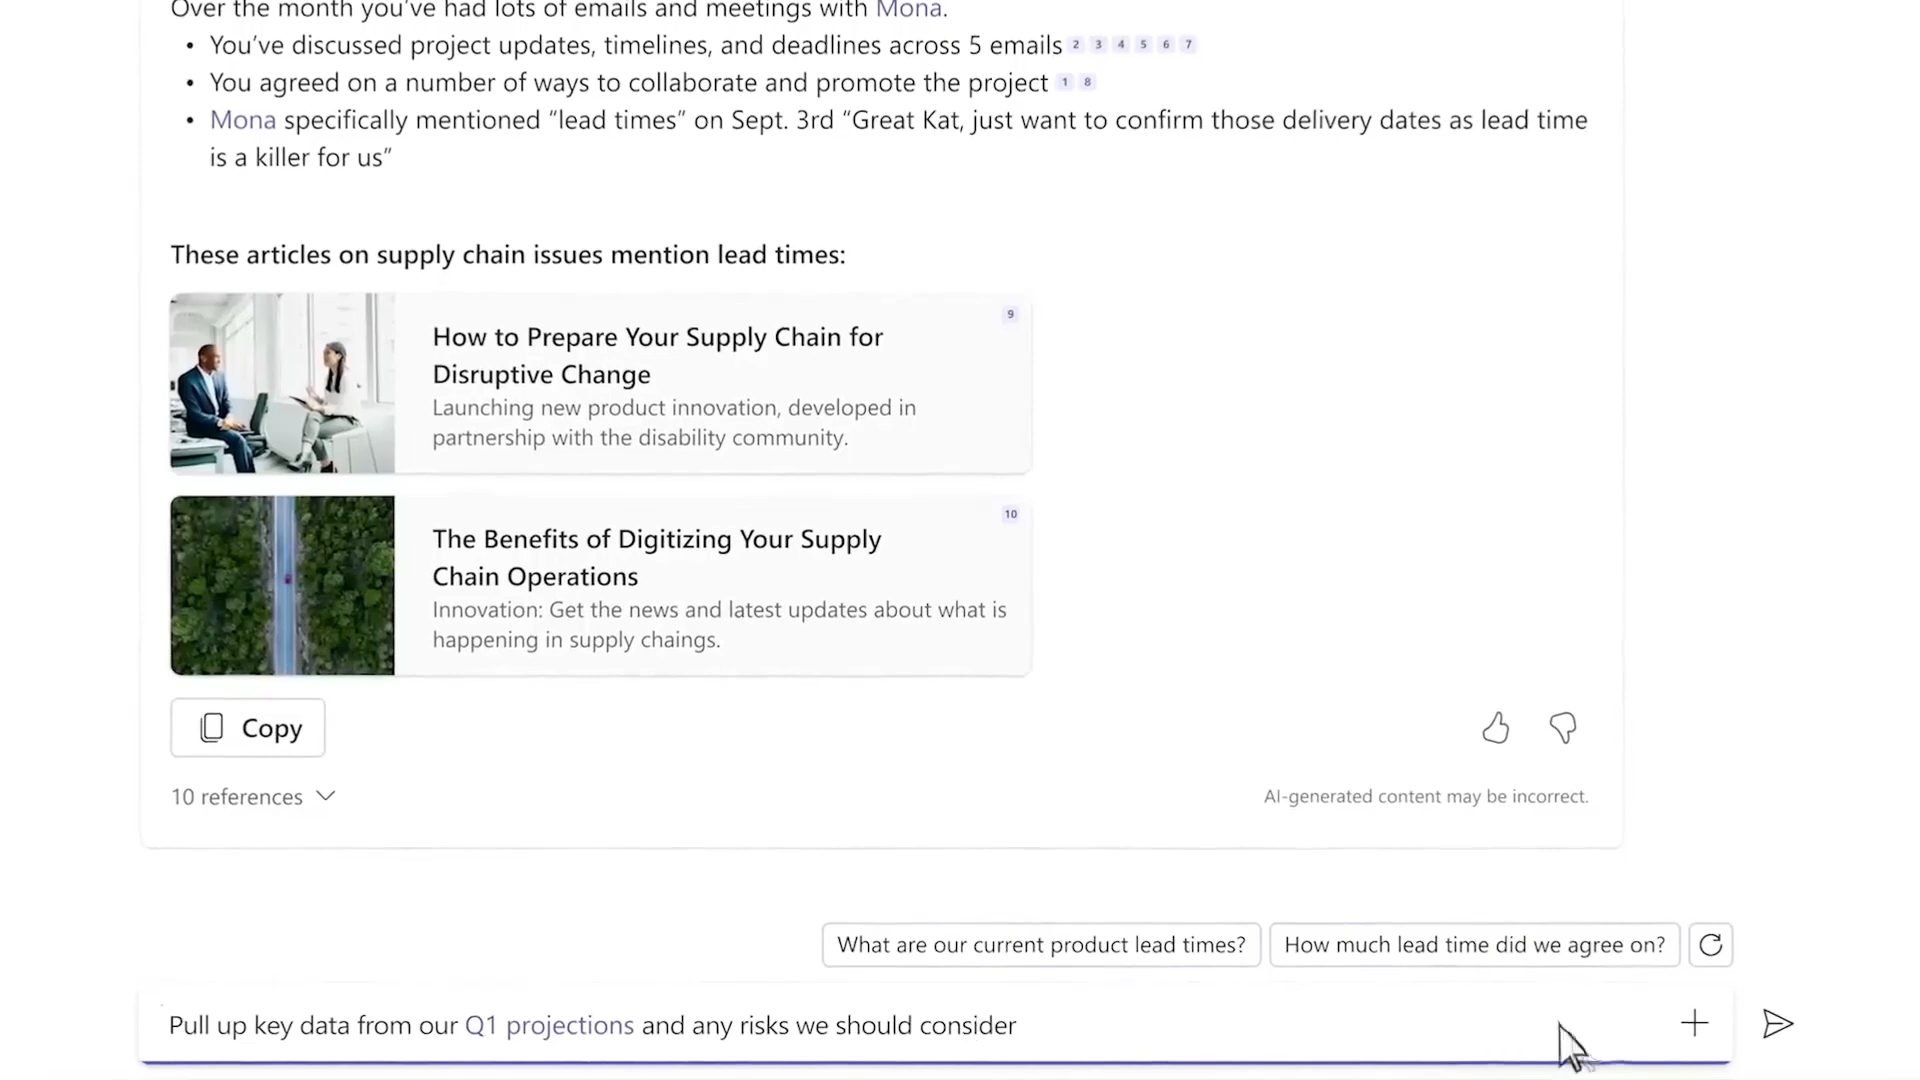 Over the month you've had lots of emails and meetings with Mona.
• You've discussed project updates, timelines, and deadlines across 5 emails 2 3 4 5 6 7
• You agreed on a number of ways to collaborate and promote the project 1 8
• Mona specifically mentioned “lead times” on Sept. 3rd “Great Kat, just want to confirm those delivery dates as lead time
is a killer for us”
These articles on supply chain issues mention lead times:
9
How to Prepare Your Supply Chain for
Disruptive Change
Launching new product innovation, developed in
partnership with the disability community.
10
The Benefits of Digitizing Your Supply
Chain Operations
Innovation: Get the news and latest updates about what is
happening in supply chaings.
Copy
10 references
AI-generated content may be incorrect.
What are our current product lead times?
How much lead time did we agree on?
Pull up key data from our Q1 projections and any risks we should consider